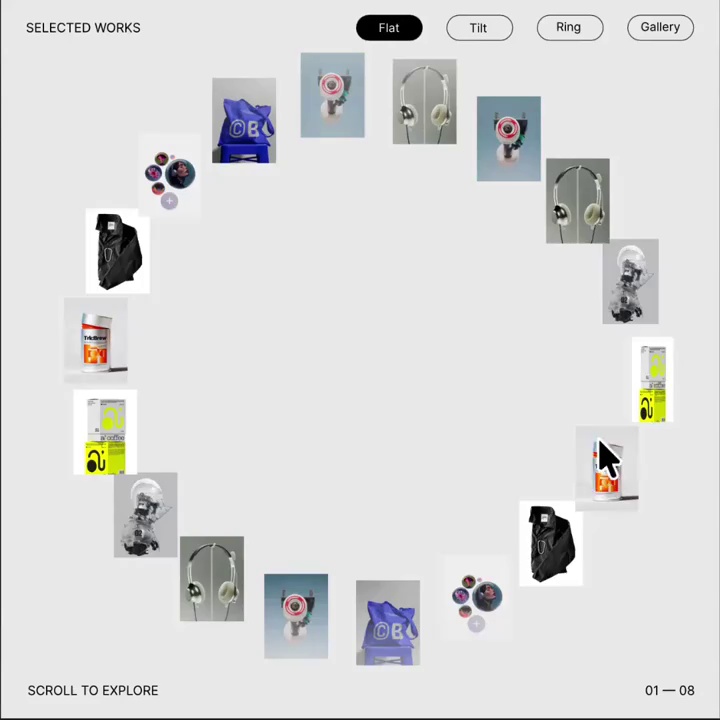 SELECTED WORKS
Flat
Tilt
Ring
Gallery
©B
©B
SCROLL TO EXPLORE
01 — 08